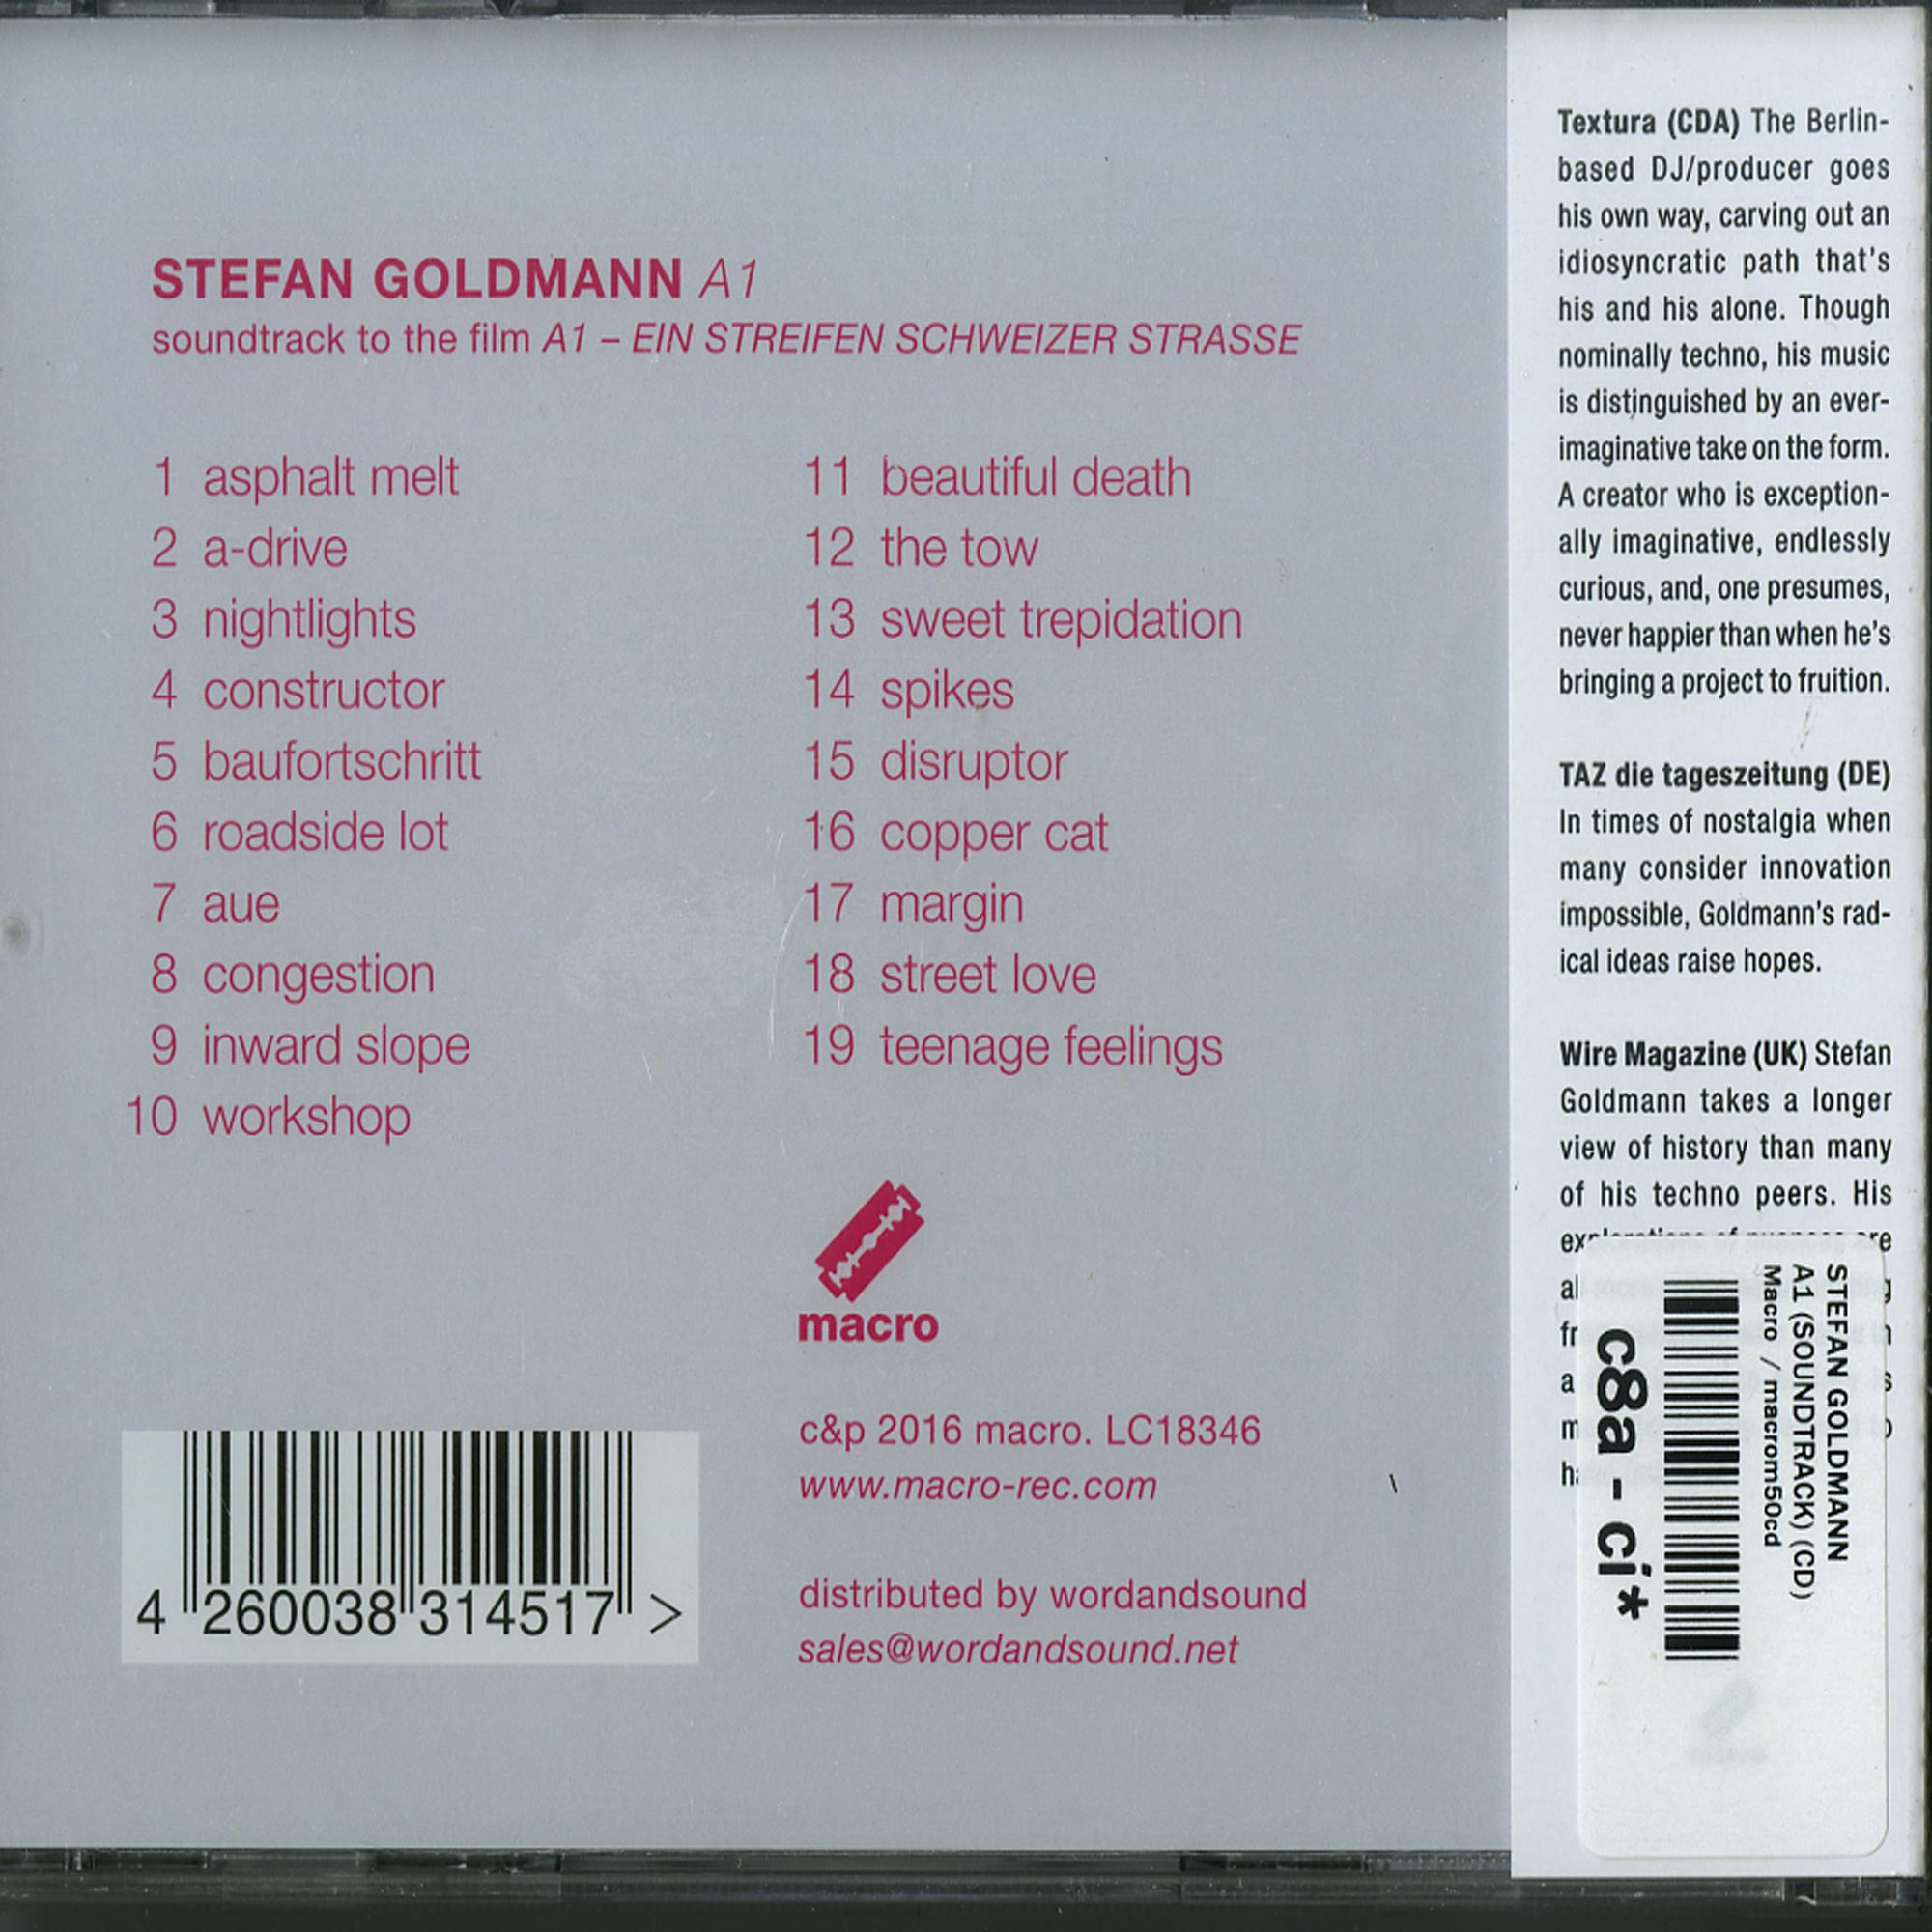 STEFAN GOLDMANN A1
soundtrack to the film A1 – EIN STREIFEN SCHWEIZER STRASSE
1 asphalt melt
2 a-drive
3 nightlights
4 constructor
5 baufortschritt
6 roadside lot
7 aue
8 congestion
9 inward slope
10 workshop
11 beautiful death
12 the tow
13 sweet trepidation
14 spikes
15 disruptor
16 copper cat
17 margin
18 street love
19 teenage feelings
macro
c&p 2016 macro. LC18346
www.macro-rec.com
distributed by wordandsound
sales@wordandsound.net
4 260038 314517 >
Textura (CDA) The Berlin-
based DJ/producer goes
his own way, carving out an
idiosyncratic path that's
his and his alone. Though
nominally techno, his music
is distinguished by an ever-
imaginative take on the form.
A creator who is exception-
ally imaginative, endlessly
curious, and, one presumes,
never happier than when he's
bringing a project to fruition.
TAZ die tageszeitung (DE)
In times of nostalgia when
many consider innovation
impossible, Goldmann's rad-
ical ideas raise hopes.
Wire Magazine (UK) Stefan
Goldmann takes a longer
view of history than many
of his techno peers. His
STEFAN GOLDMANN
A1 (SOUNDTRACK) (CD)
Macro / macrom50cd
c8a - ci*